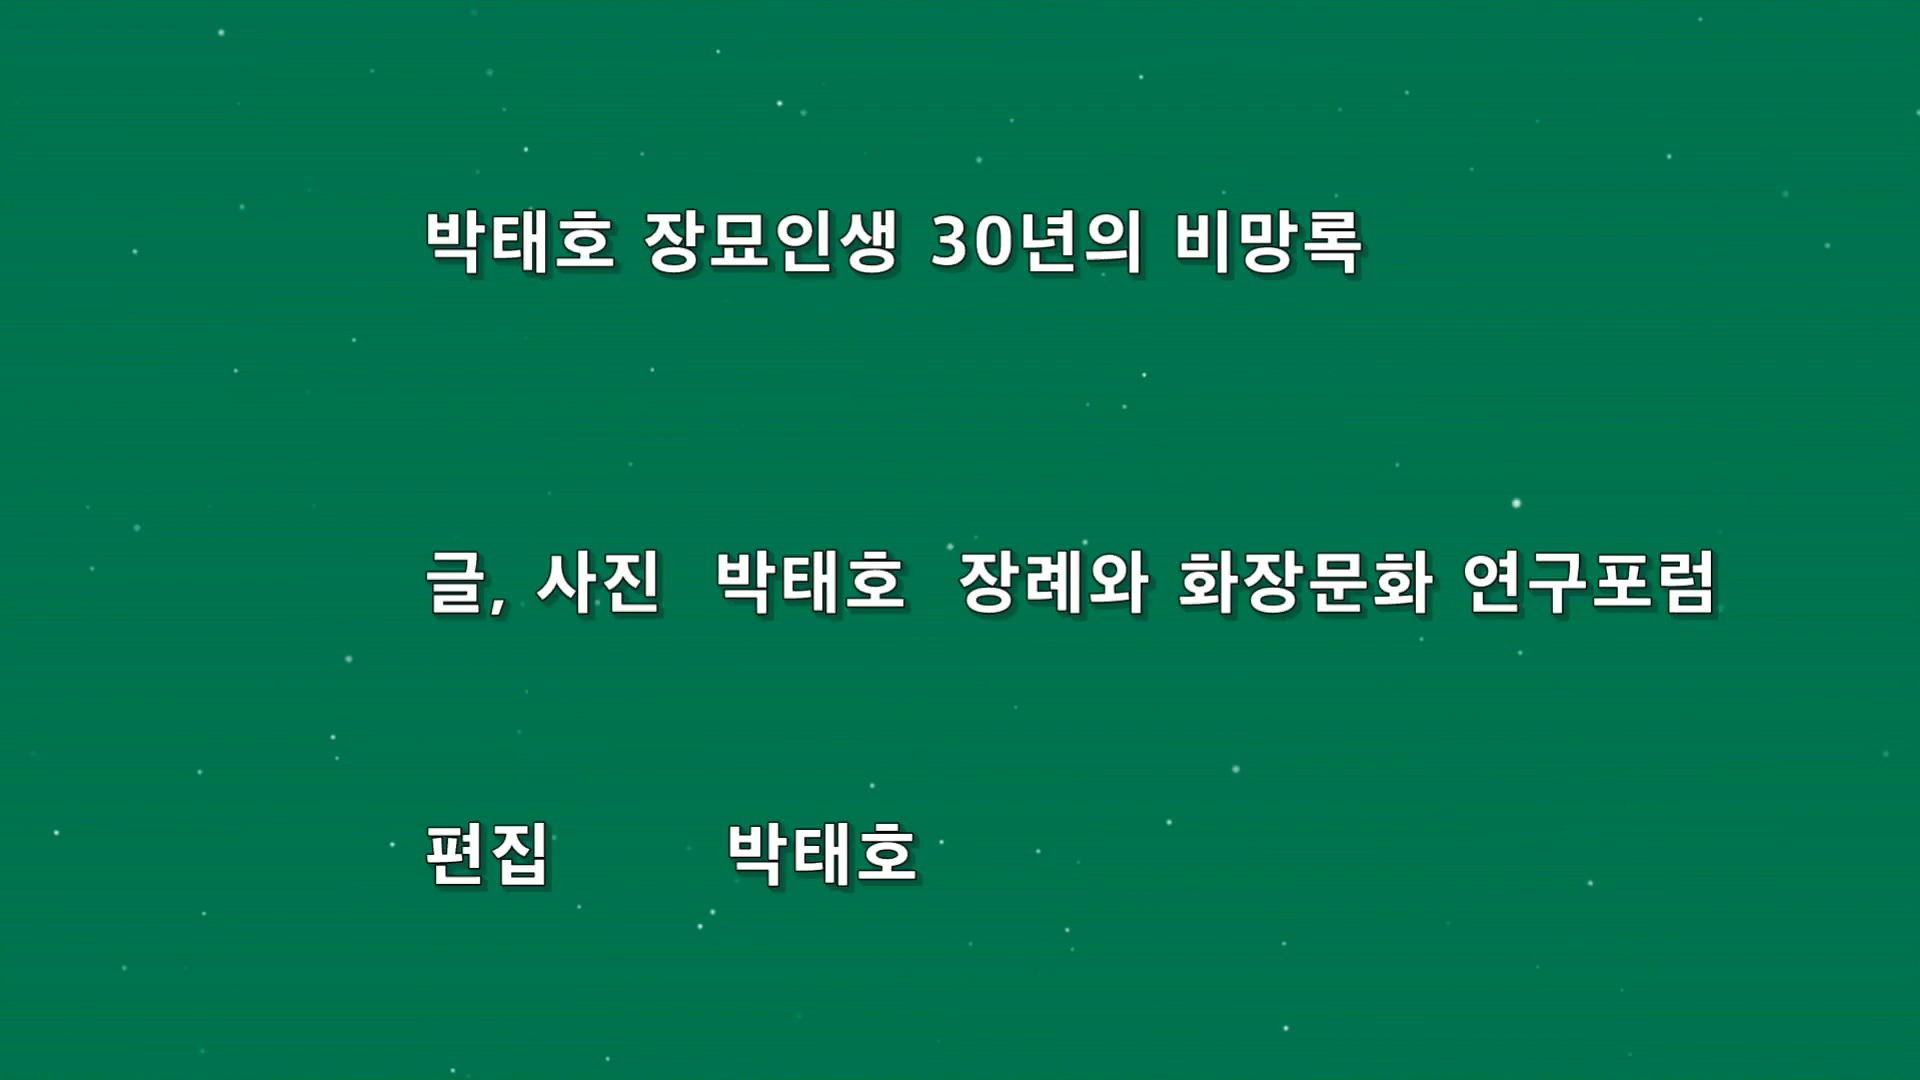 박태호 장묘인생 30년의 비망록
글, 사진 박태호 장례와 화장문화 연구포럼
편집 박태호